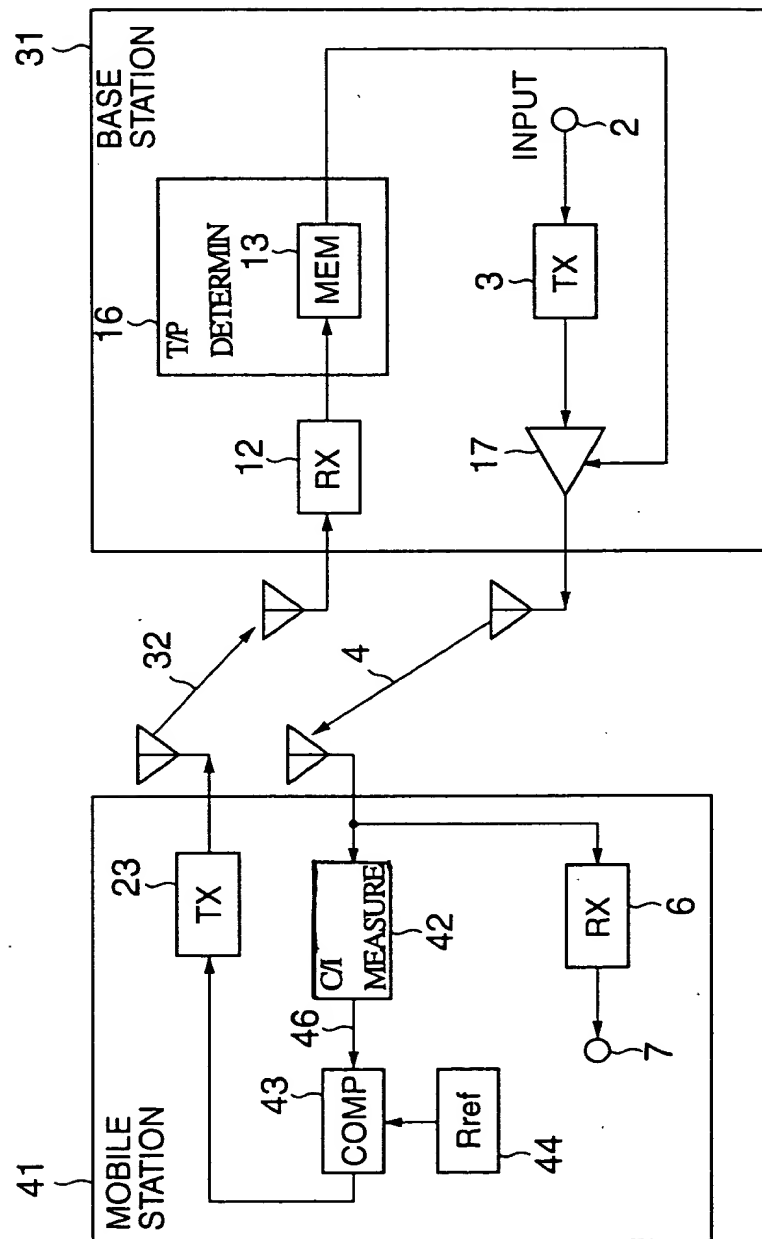 41
MOBILE
STATION
23
TX
43
COMP
46
C/I
MEASURE
42
Rref
44
RX
6
7
32
4
31
BASE
STATION
16
T/P
DETERMIN
13
MEM
12
RX
INPUT
2
3
TX
17